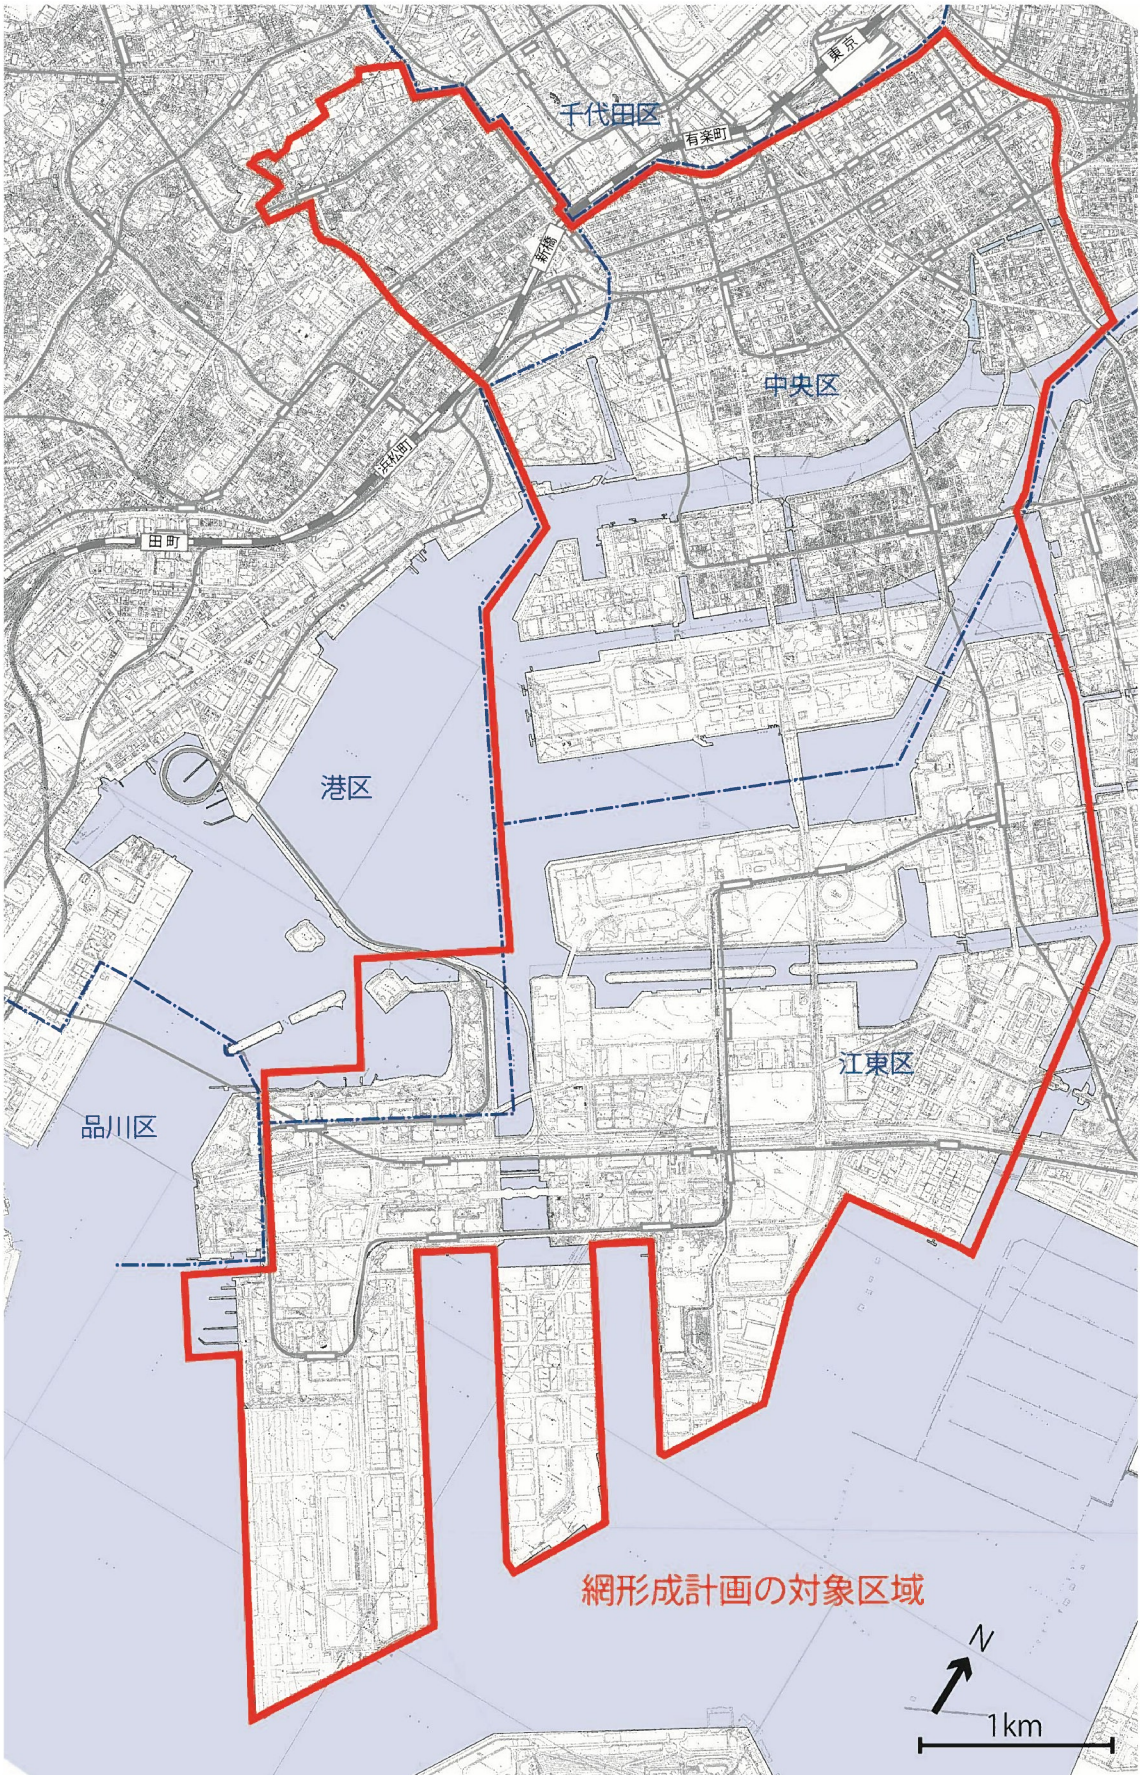 東京
千代田区
有楽町
新橋
中央区
浜松町
田町
港区
江東区
品川区
網形成計画の対象区域
N
1km